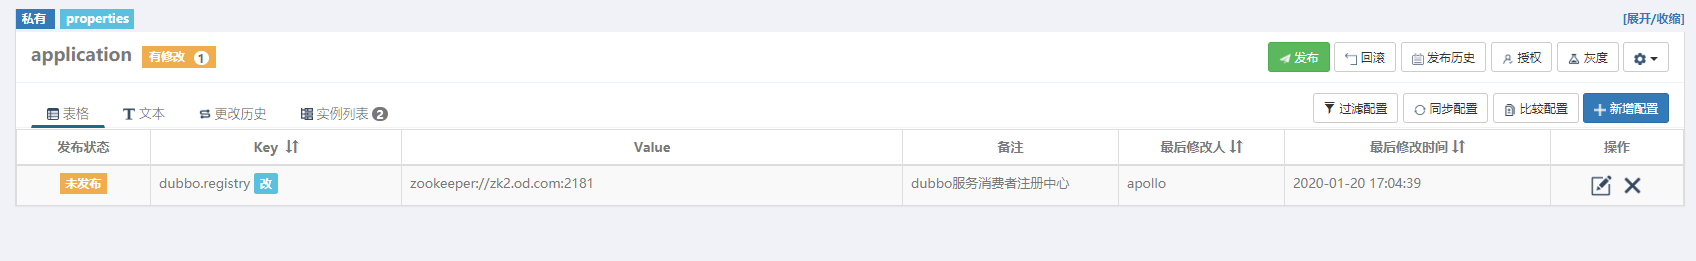 私有 properties [展开/收缩]
application 有修改 1 发布 回滚 发布历史 授权 灰度
表格 文本 更改历史 实例列表 2 过滤配置 同步配置 比较配置 新增配置
发布状态 Key Value 备注 最后修改人 最后修改时间 操作
未发布 dubbo.registry 改 zookeeper://zk2.od.com:2181 dubbo服务消费者注册中心 apollo 2020-01-20 17:04:39